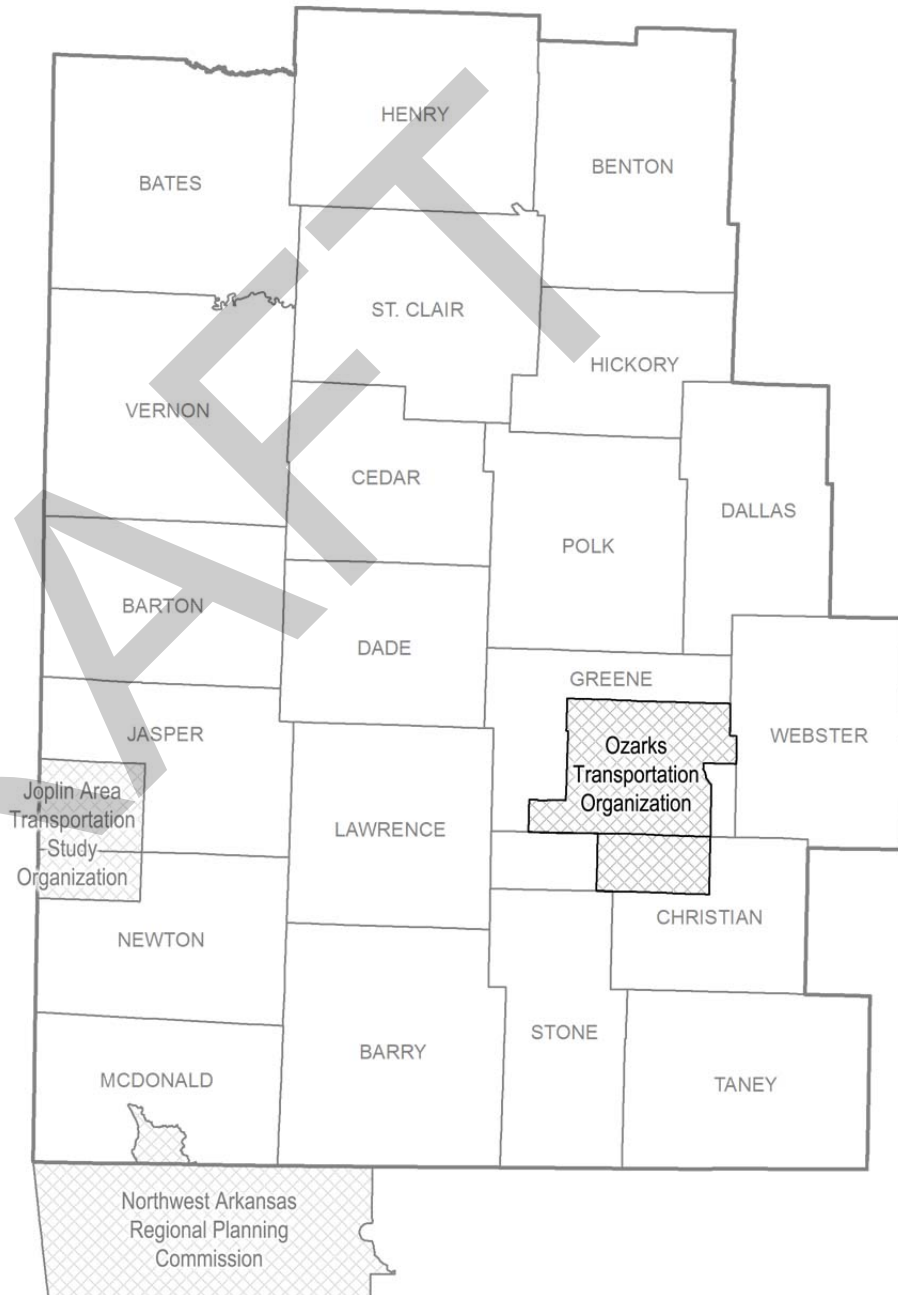 HENRY
BENTON
BATES
ST. CLAIR
HICKORY
VERNON
CEDAR
DALLAS
POLK
BARTON
DADE
GREENE
JASPER
WEBSTER
Ozarks
Transportation
Organization
Joplin Area
Transportation
Study
Organization
LAWRENCE
CHRISTIAN
NEWTON
STONE
BARRY
MCDONALD
TANEY
Northwest Arkansas
Regional Planning
Commission
RAFT